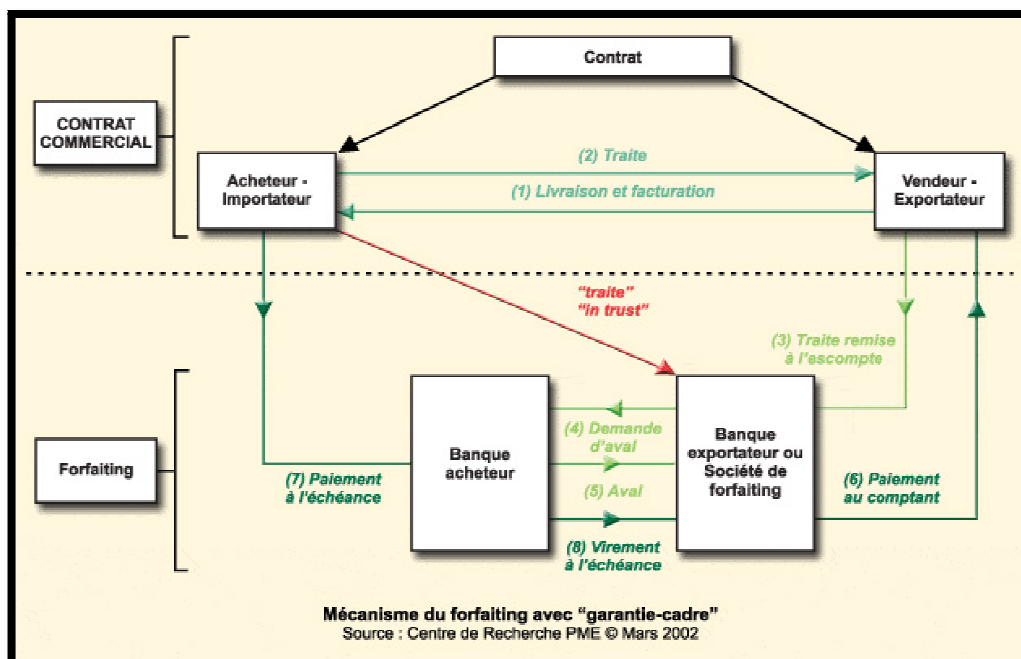 Contrat
CONTRAT
COMMERCIAL
(2) Traite
Acheteur -
Importateur
(1) Livraison et facturation
Vendeur -
Exportateur
“traite”
“in trust”
(3) Traite remise
à l’escompte
Forfaiting
Banque
acheteur
(4) Demande
d’aval
Banque
exportateur ou
Société de
forfaiting
(7) Paiement
à l’échéance
(5) Aval
(6) Paiement
au comptant
(8) Virement
à l’échéance
Mécanisme du forfaiting avec “garantie-cadre”
Source : Centre de Recherche PME © Mars 2002